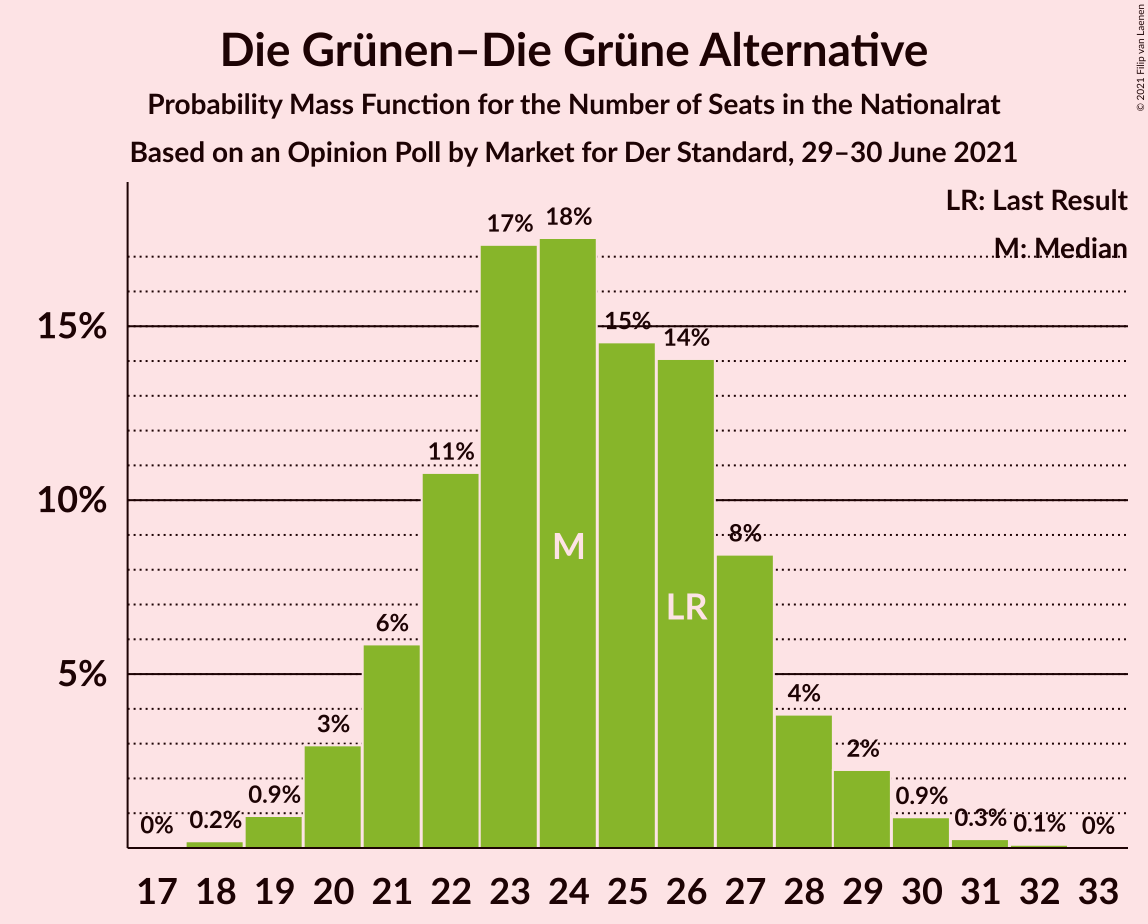 Die Grünen–Die Grüne Alternative
Probability Mass Function for the Number of Seats in the Nationalrat
Based on an Opinion Poll by Market for Der Standard, 29–30 June 2021
© 2021 Filip van Laenen
LR: Last Result
M: Median
15%
10%
5%
0%
0.2%
0.9%
3%
6%
11%
17%
18%
15%
14%
8%
4%
2%
0.9%
0.3%
0.1%
0%
M
LR
17 18 19 20 21 22 23 24 25 26 27 28 29 30 31 32 33